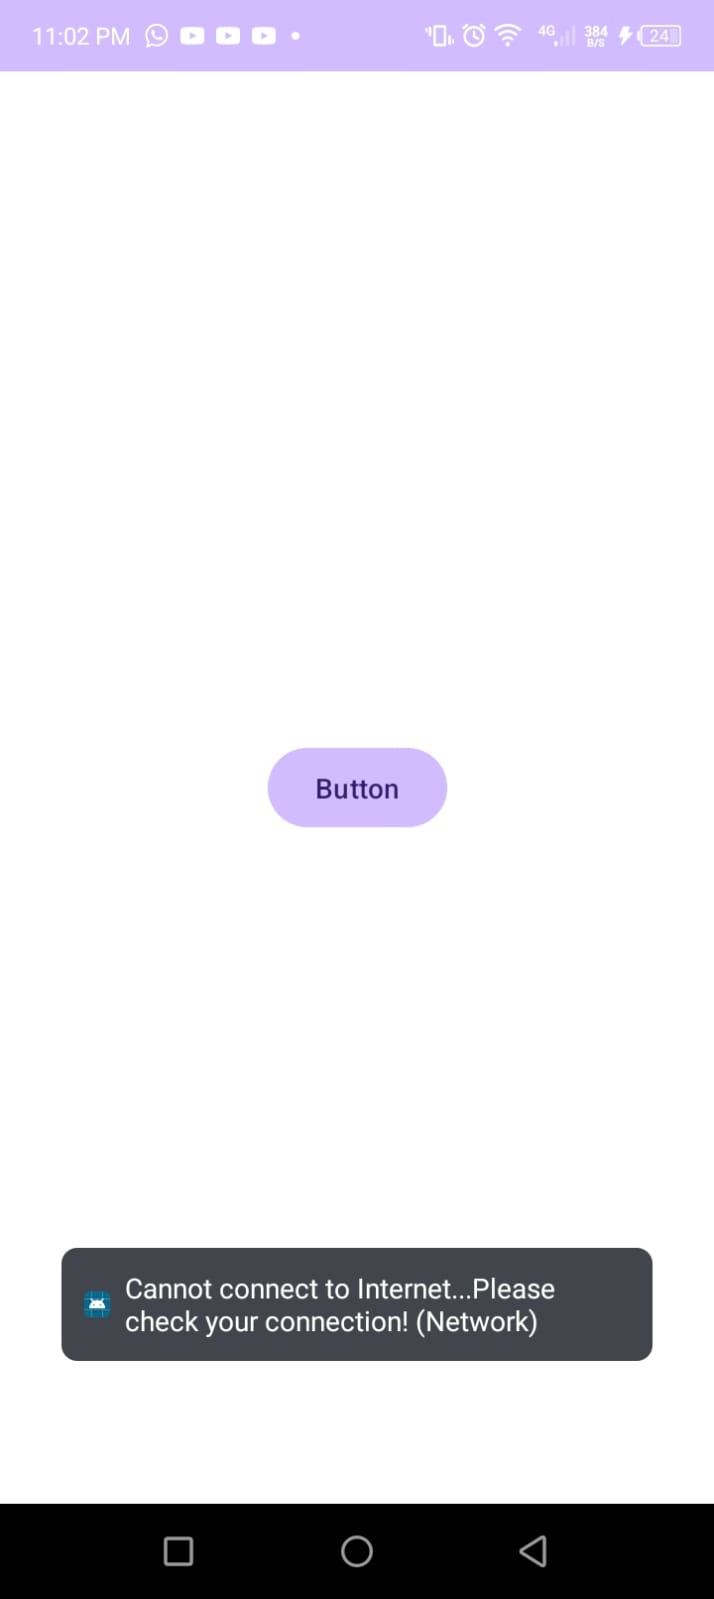 11:02 PM 4G 384 B/S 24
Button
Cannot connect to Internet...Please
check your connection! (Network)